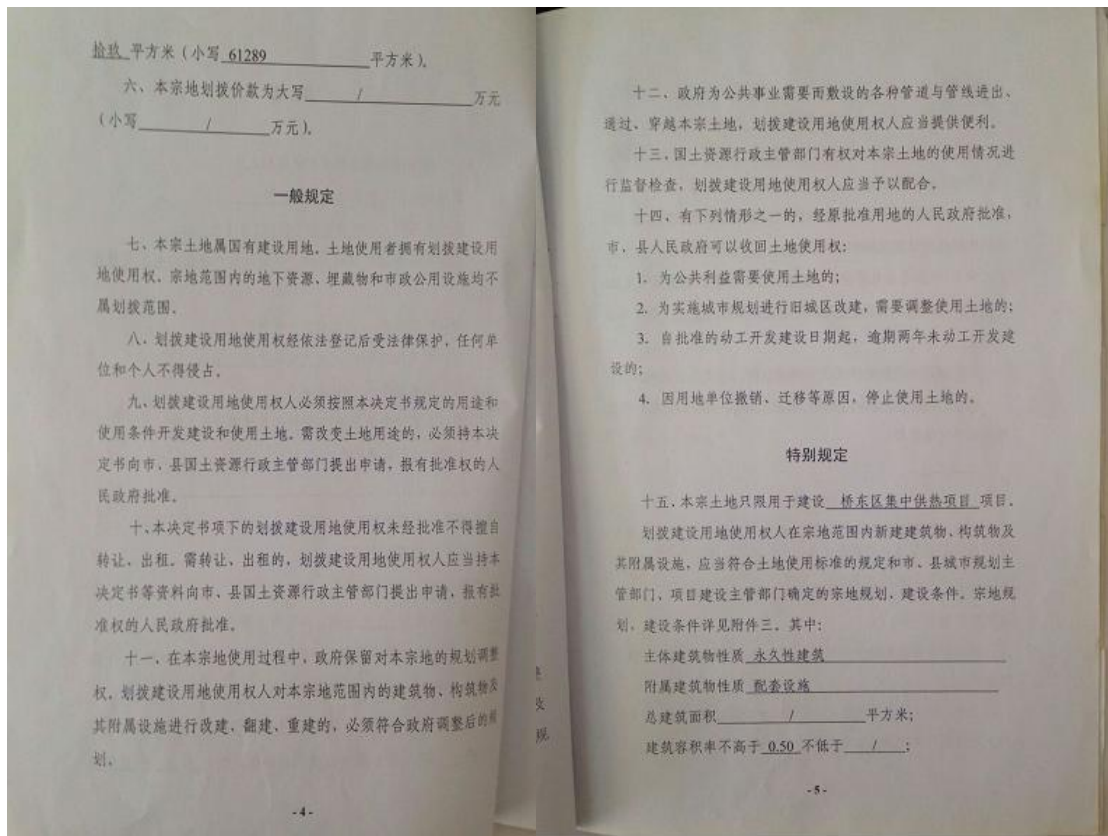 拾玖 平方米(小写 61289 平方米)。
六、本宗地划拨价款为大写 / 万元
(小写 / 万元)。
一般规定
七、本宗土地属国有建设用地。土地使用者拥有划拨建设用
地使用权。宗地范围内的地下资源、埋藏物和市政公用设施均不
属划拨范围。
八、划拨建设用地使用权经依法登记后受法律保护,任何单
位和个人不得侵占。
九、划拨建设用地使用权人必须按照本决定书规定的用途和
使用条件开发建设和使用土地。需改变土地用途的,必须持本决
定书向市、县国土资源行政主管部门提出申请,报有批准权的人
民政府批准。
十、本决定书项下的划拨建设用地使用权未经批准不得擅自
转让、出租。需转让、出租的,划拨建设用地使用权人应当持本
决定书等资料向市、县国土资源行政主管部门提出申请,报有批
准权的人民政府批准。
十一、在本宗地使用过程中,政府保留对本宗地的规划调整
权,划拨建设用地使用权人对本宗地范围内的建筑物、构筑物及
其附属设施进行改建、翻建、重建的,必须符合政府调整后的规
划。
- 4 -
及
规
十二、政府为公共事业需要而敷设的各种管道与管线进出、
通过、穿越本宗土地,划拨建设用地使用权人应当提供便利。
十三、国土资源行政主管部门有权对本宗土地的使用情况进
行监督检查,划拨建设用地使用权人应当予以配合。
十四、有下列情形之一的,经原批准用地的人民政府批准,
市、县人民政府可以收回土地使用权:
1. 为公共利益需要使用土地的;
2. 为实施城市规划进行旧城区改建,需要调整使用土地的;
3. 自批准的动工开发建设日期起,逾期两年未动工开发建
设的;
4. 因用地单位撤销、迁移等原因,停止使用土地的。
特别规定
十五、本宗土地只限用于建设 桥东区集中供热项目 项目。
划拨建设用地使用权人在宗地范围内新建建筑物、构筑物及
其附属设施,应当符合土地使用标准的规定和市、县城市规划主
管部门、项目建设主管部门确定的宗地规划、建设条件。宗地规
划、建设条件详见附件三。其中:
主体建筑物性质 永久性建筑
附属建筑物性质 配套设施
总建筑面积 / 平方米;
建筑容积率不高于 0.50 不低于 / ;
- 5 -